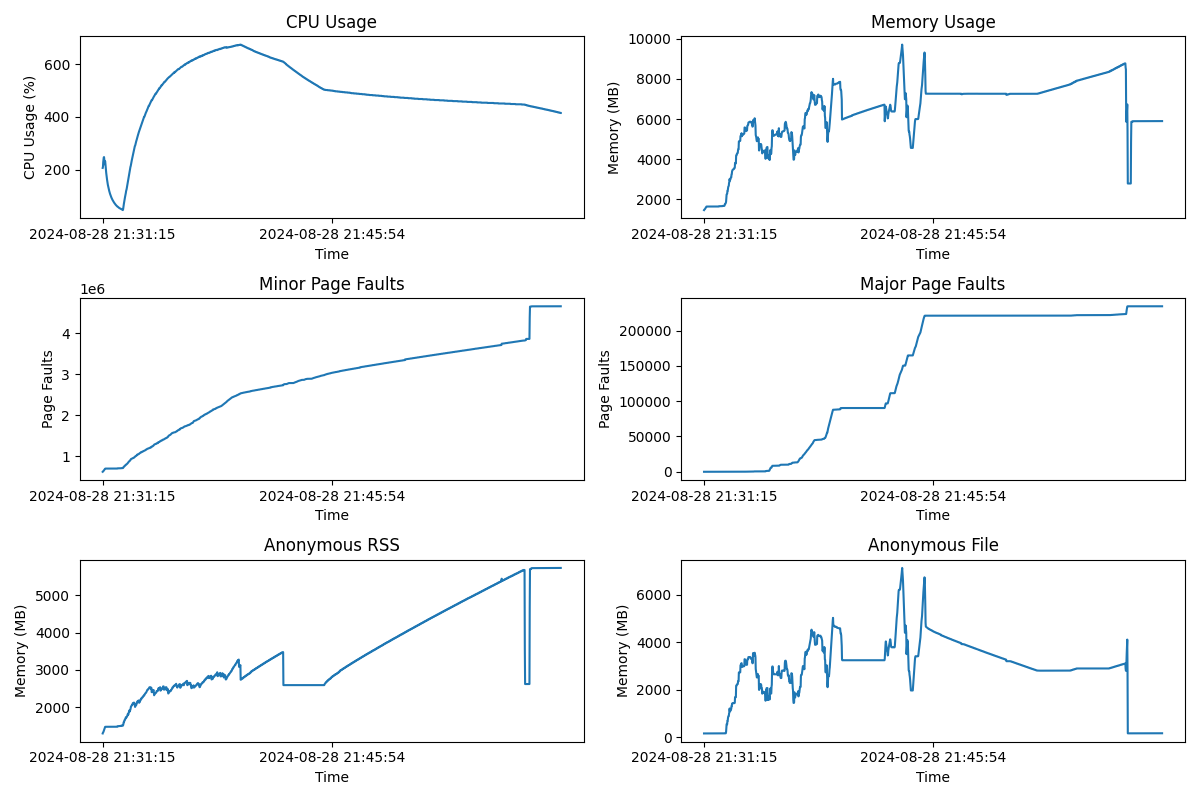 CPU Usage
CPU Usage (%)
600
400
200
2024-08-28 21:31:15
2024-08-28 21:45:54
Time
Memory Usage
Memory (MB)
10000
8000
6000
4000
2000
2024-08-28 21:31:15
2024-08-28 21:45:54
Time
Minor Page Faults
1e6
Page Faults
4
3
2
1
2024-08-28 21:31:15
2024-08-28 21:45:54
Time
Major Page Faults
Page Faults
200000
150000
100000
50000
0
2024-08-28 21:31:15
2024-08-28 21:45:54
Time
Anonymous RSS
Memory (MB)
5000
4000
3000
2000
2024-08-28 21:31:15
2024-08-28 21:45:54
Time
Anonymous File
Memory (MB)
6000
4000
2000
0
2024-08-28 21:31:15
2024-08-28 21:45:54
Time